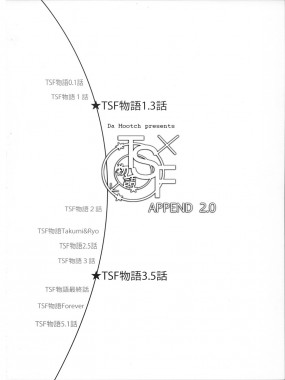 TSF物語0.1話
TSF物語 1 話
★TSF物語1.3話
Da Hootch presents
TSF
物語
APPEND 2.0
TSF物語 2 話
TSF物語Takumi&Ryo
TSF物語2.5話
TSF物語 3 話
★TSF物語3.5話
TSF物語最終話
TSF物語Forever
TSF物語5.1話